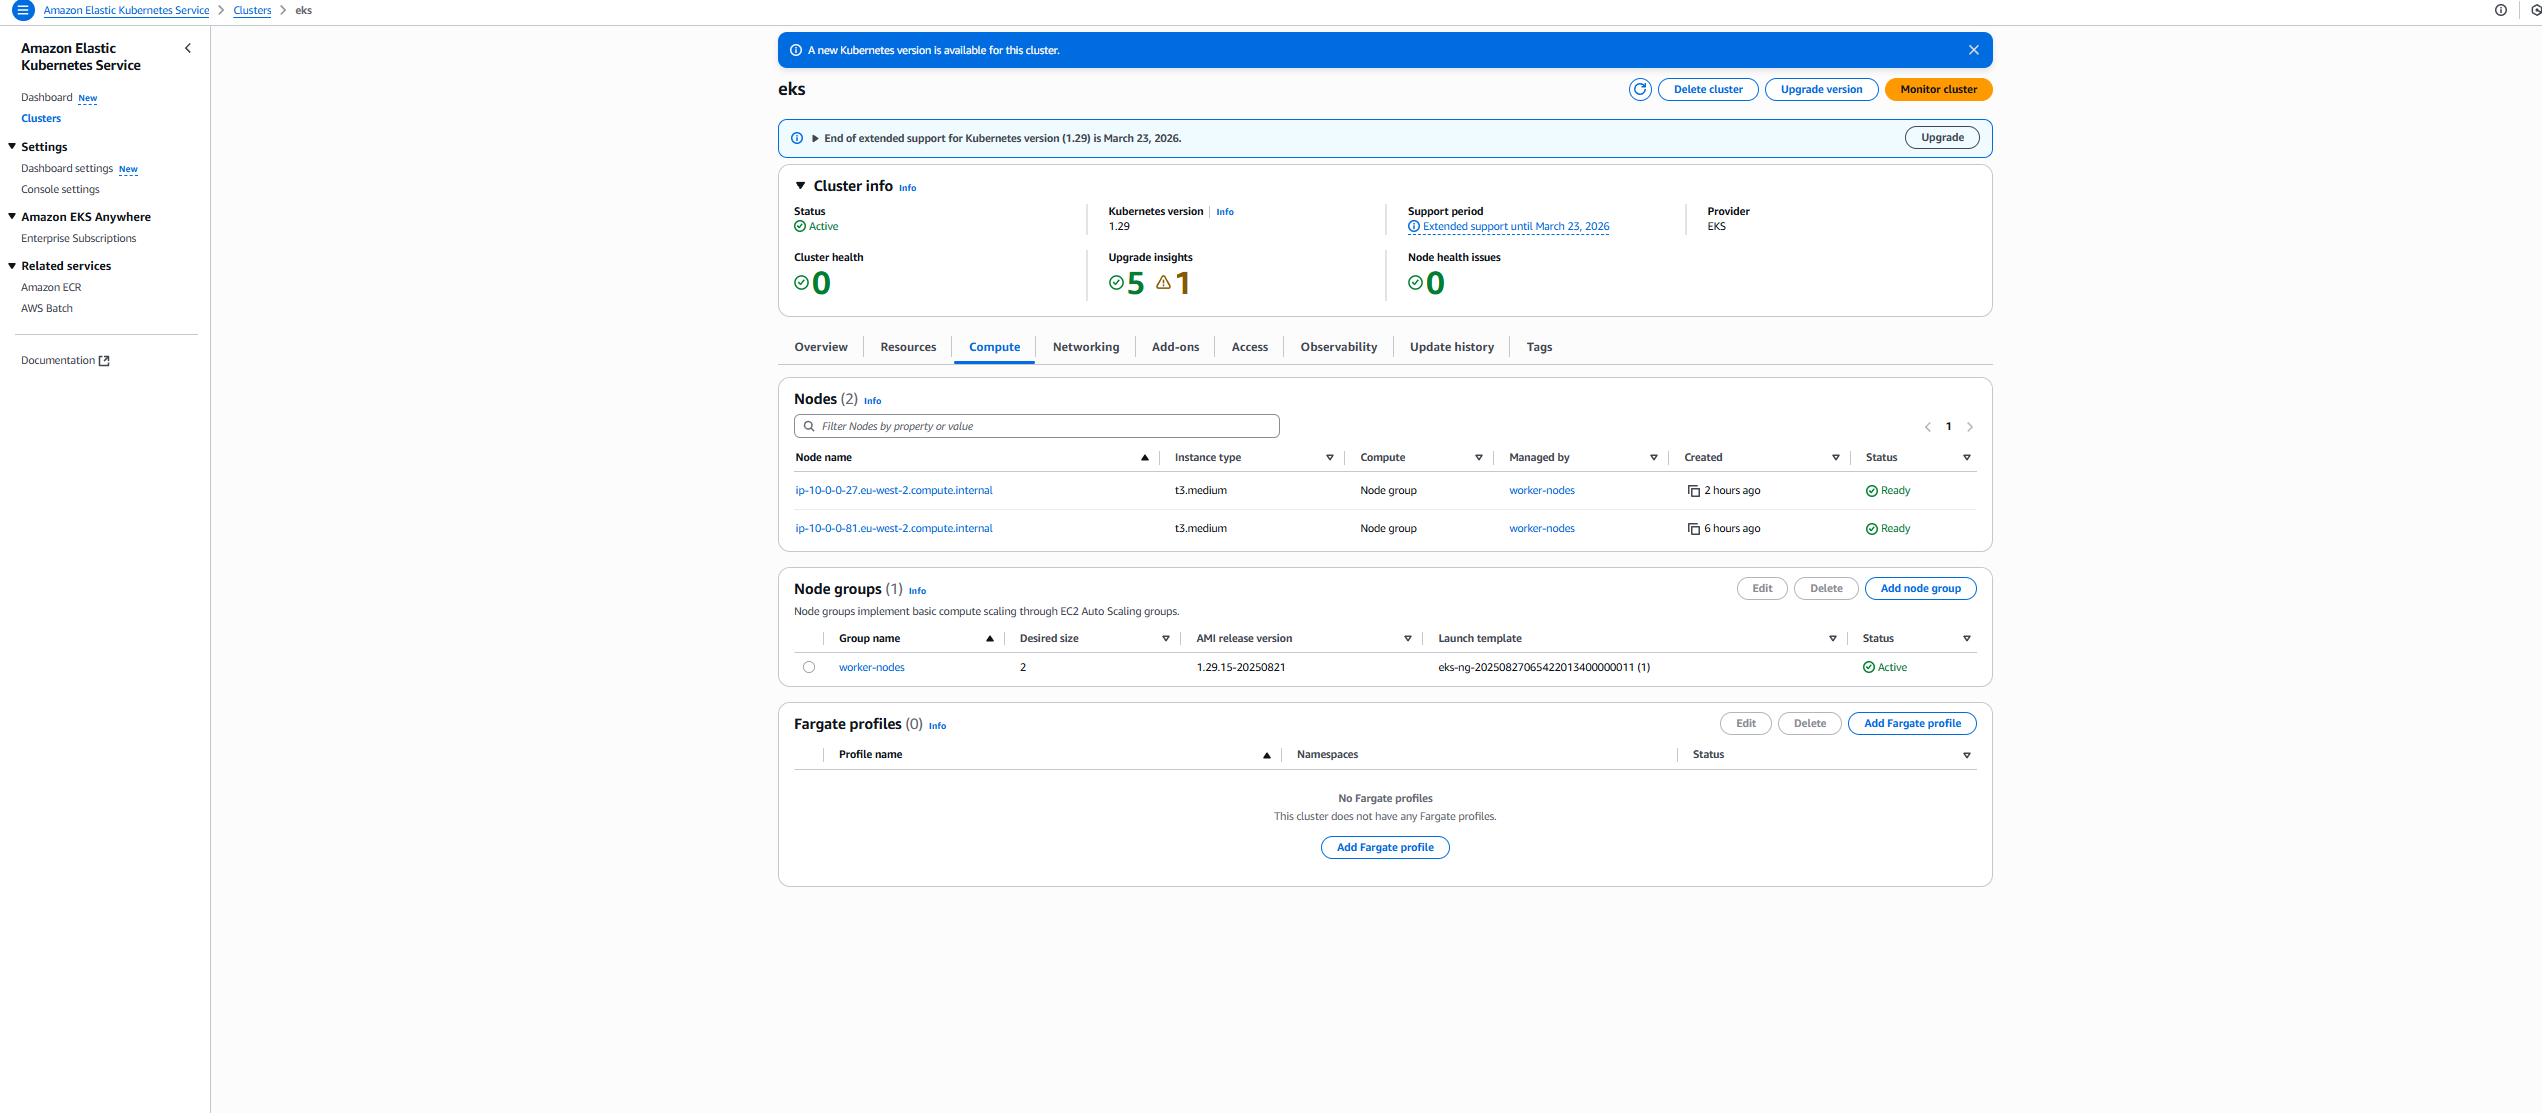 Amazon Elastic Kubernetes Service > Clusters > eks
Amazon Elastic
Kubernetes Service
Dashboard New
Clusters
Settings
Dashboard settings New
Console settings
Amazon EKS Anywhere
Enterprise Subscriptions
Related services
Amazon ECR
AWS Batch
Documentation
A new Kubernetes version is available for this cluster.
eks
Delete cluster Upgrade version Monitor cluster
End of extended support for Kubernetes version (1.29) is March 23, 2026. Upgrade
Cluster info Info
Status Kubernetes version | Info Support period Provider
Active 1.29 Extended support until March 23, 2026 EKS
Cluster health Upgrade insights Node health issues
0 5 1 0
Overview Resources Compute Networking Add-ons Access Observability Update history Tags
Nodes (2) Info
Filter Nodes by property or value < 1 >
Node name Instance type Compute Managed by Created Status
ip-10-0-0-27.eu-west-2.compute.internal t3.medium Node group worker-nodes 2 hours ago Ready
ip-10-0-0-81.eu-west-2.compute.internal t3.medium Node group worker-nodes 6 hours ago Ready
Node groups (1) Info Edit Delete Add node group
Node groups implement basic compute scaling through EC2 Auto Scaling groups.
Group name Desired size AMI release version Launch template Status
worker-nodes 2 1.29.15-20250821 eks-ng-20250827065422013400000011 (1) Active
Fargate profiles (0) Info Edit Delete Add Fargate profile
Profile name Namespaces Status
No Fargate profiles
This cluster does not have any Fargate profiles.
Add Fargate profile